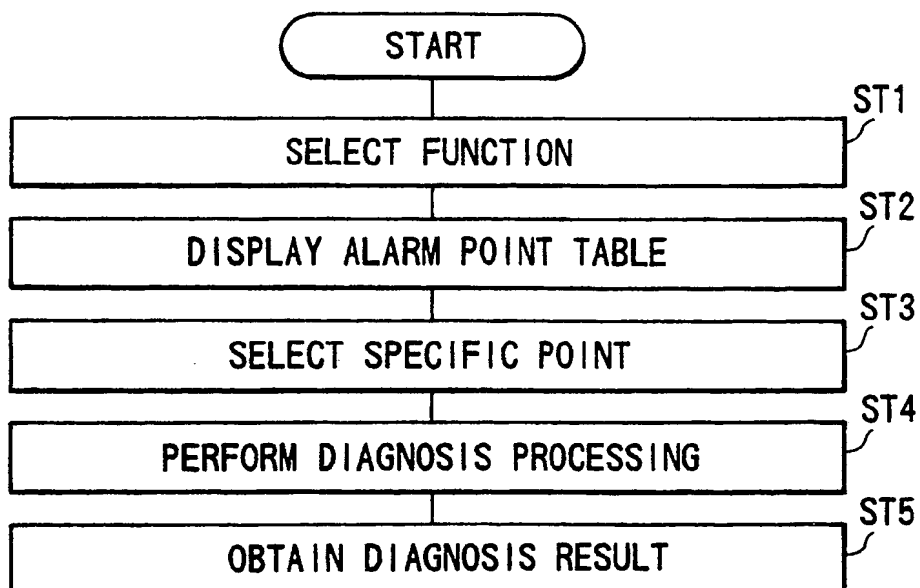 START
ST1
SELECT FUNCTION
ST2
DISPLAY ALARM POINT TABLE
ST3
SELECT SPECIFIC POINT
ST4
PERFORM DIAGNOSIS PROCESSING
ST5
OBTAIN DIAGNOSIS RESULT